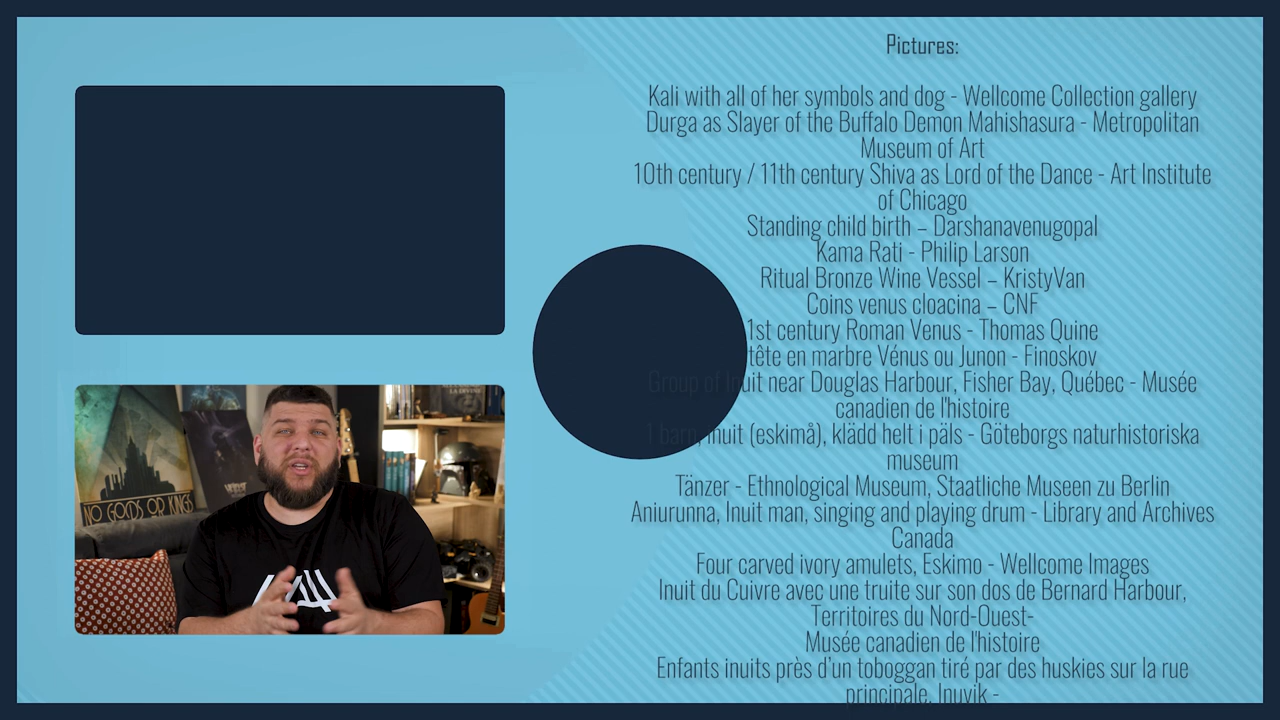 Pictures:
Kali with all of her symbols and dog - Wellcome Collection gallery
Durga as Slayer of the Buffalo Demon Mahishasura - Metropolitan
Museum of Art
10th century / 11th century Shiva as Lord of the Dance - Art Institute
of Chicago
Standing child birth – Darshanavenugopal
Kama Rati - Philip Larson
Ritual Bronze Wine Vessel – KristyVan
Coins venus cloacina – CNF
1st century Roman Venus - Thomas Quine
tête en marbre Vénus ou Junon - Finoskov
Group of Inuit near Douglas Harbour, Fisher Bay, Québec - Musée
canadien de l'histoire
1 barn, inuit (eskimå), klädd helt i päls - Göteborgs naturhistoriska
museum
Tänzer - Ethnological Museum, Staatliche Museen zu Berlin
Aniurunna, Inuit man, singing and playing drum - Library and Archives
Canada
Four carved ivory amulets, Eskimo - Wellcome Images
Inuit du Cuivre avec une truite sur son dos de Bernard Harbour,
Territoires du Nord-Ouest-
Musée canadien de l'histoire
Enfants inuits près d'un toboggan tiré par des huskies sur la rue
principale, Inuvik -
NO GODS OR KINGS